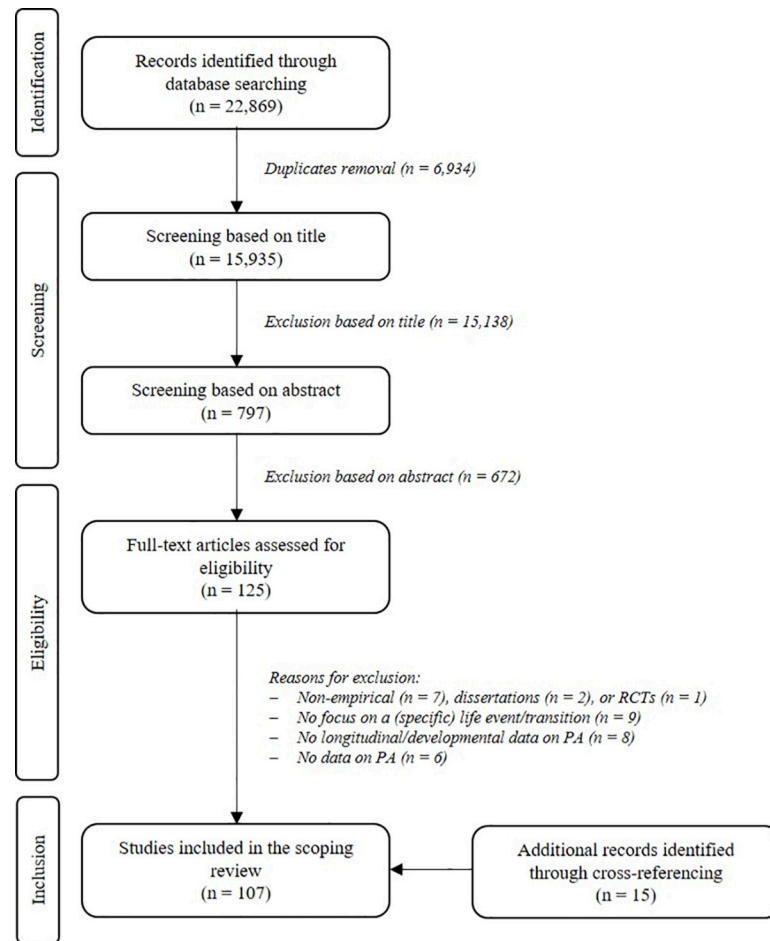 Identification
Records identified through
database searching
(n = 22,869)
Duplicates removal (n = 6,934)
Screening
Screening based on title
(n = 15,935)
Exclusion based on title (n = 15,138)
Screening based on abstract
(n = 797)
Exclusion based on abstract (n = 672)
Eligibility
Full-text articles assessed for
eligibility
(n = 125)
Reasons for exclusion:
– Non-empirical (n = 7), dissertations (n = 2), or RCTs (n = 1)
– No focus on a (specific) life event/transition (n = 9)
– No longitudinal/developmental data on PA (n = 8)
– No data on PA (n = 6)
Inclusion
Studies included in the scoping
review
(n = 107)
Additional records identified
through cross-referencing
(n = 15)